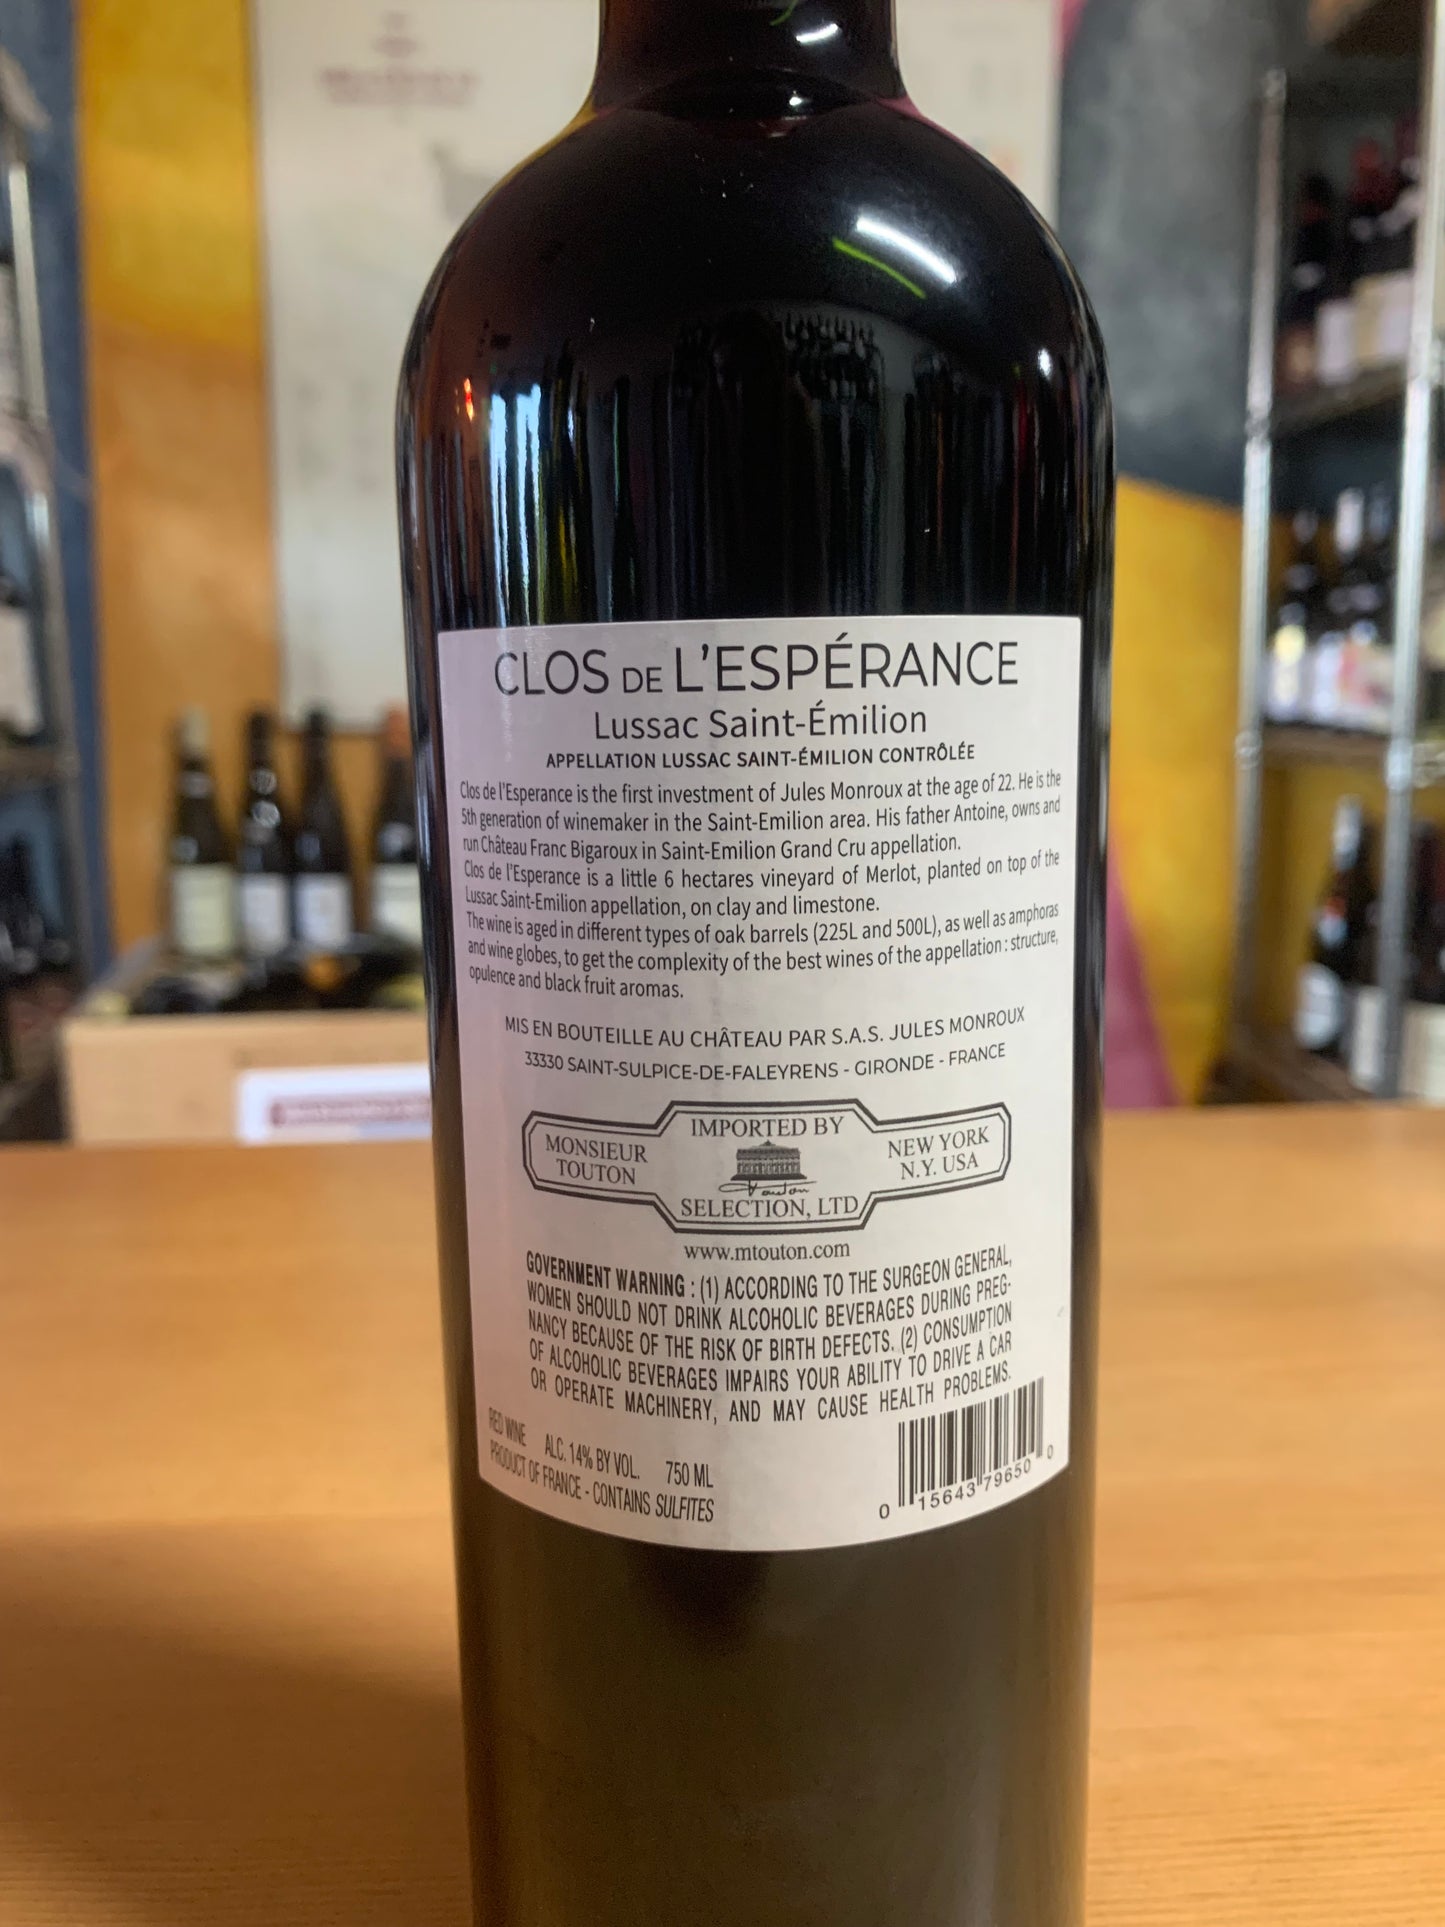 CLOS DE L'ESPÉRANCE
Lussac Saint-Émilion
APPELLATION LUSSAC SAINT-ÉMILION CONTRÔLÉE
Clos de l'Esperance is the first investment of Jules Monroux at the age of 22. He is the
5th generation of winemaker in the Saint-Emilion area. His father Antoine, owns and
run Château Franc Bigaroux in Saint-Emilion Grand Cru appellation.
Clos de l'Esperance is a little 6 hectares vineyard of Merlot, planted on top of the
Lussac Saint-Emilion appellation, on clay and limestone.
The wine is aged in different types of oak barrels (225L and 500L), as well as amphoras
and wine globes, to get the complexity of the best wines of the appellation : structure,
opulence and black fruit aromas.
MIS EN BOUTEILLE AU CHÂTEAU PAR S.A.S. JULES MONROUX
33330 SAINT-SULPICE-DE-FALEYRENS - GIRONDE - FRANCE
MONSIEUR
TOUTON
IMPORTED BY
Touton
SELECTION, LTD
NEW YORK
N.Y. USA
www.mtouton.com
GOVERNMENT WARNING : (1) ACCORDING TO THE SURGEON GENERAL,
WOMEN SHOULD NOT DRINK ALCOHOLIC BEVERAGES DURING PREG-
NANCY BECAUSE OF THE RISK OF BIRTH DEFECTS. (2) CONSUMPTION
OF ALCOHOLIC BEVERAGES IMPAIRS YOUR ABILITY TO DRIVE A CAR
OR OPERATE MACHINERY, AND MAY CAUSE HEALTH PROBLEMS.
RED WINE ALC. 14% BY VOL. 750 ML
PRODUCT OF FRANCE - CONTAINS SULFITES
0 15643 79650 0